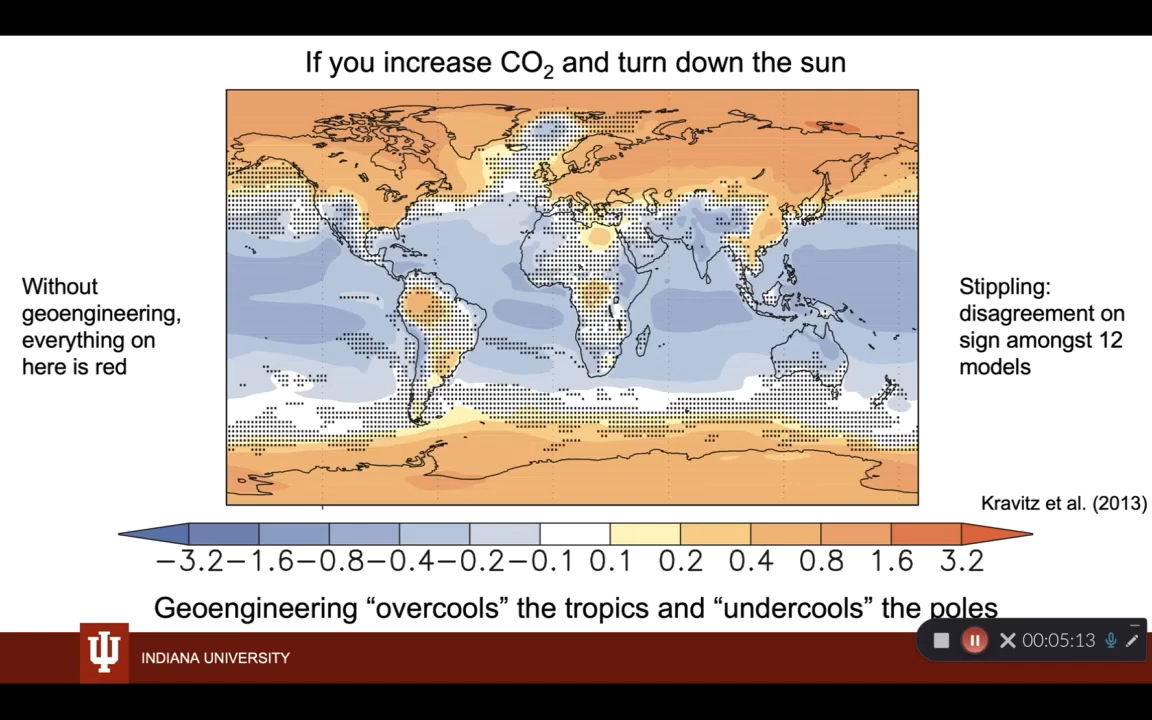 If you increase CO₂ and turn down the sun
Without
geoengineering,
everything on
here is red
Stippling:
disagreement on
sign amongst 12
models
Kravitz et al. (2013)
−3.2−1.6−0.8−0.4−0.2−0.1 0.1 0.2 0.4 0.8 1.6 3.2
Geoengineering “overcools” the tropics and “undercools” the poles
INDIANA UNIVERSITY
00:05:13